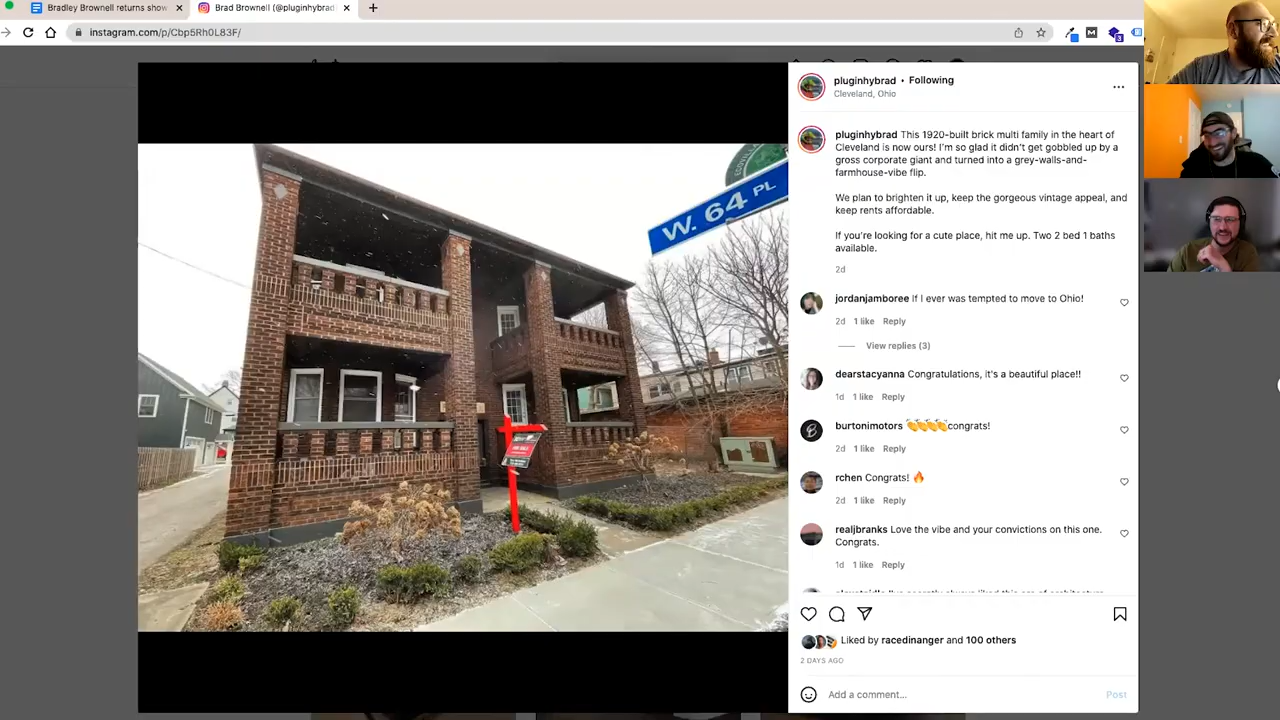 Bradley Brownell returns show
Brad Brownell (@pluginhybrad
instagram.com/p/Cbp5Rh0L83F/
W. 64 PL
pluginhybrad • Following
Cleveland, Ohio
pluginhybrad This 1920-built brick multi family in the heart of
Cleveland is now ours! I'm so glad it didn't get gobbled up by a
gross corporate giant and turned into a grey-walls-and-
farmhouse-vibe flip.
We plan to brighten it up, keep the gorgeous vintage appeal, and
keep rents affordable.
If you're looking for a cute place, hit me up. Two 2 bed 1 baths
available.
2d
jordanjamboree If I ever was tempted to move to Ohio!
2d 1 like Reply
View replies (3)
dearstacyanna Congratulations, it's a beautiful place!!
1d 1 like Reply
burtonimotors 👏👏👏👏congrats!
2d 1 like Reply
rchen Congrats! 🔥
2d 1 like Reply
realjbranks Love the vibe and your convictions on this one.
Congrats.
1d 1 like Reply
Liked by racedinanger and 100 others
2 DAYS AGO
Add a comment...
Post